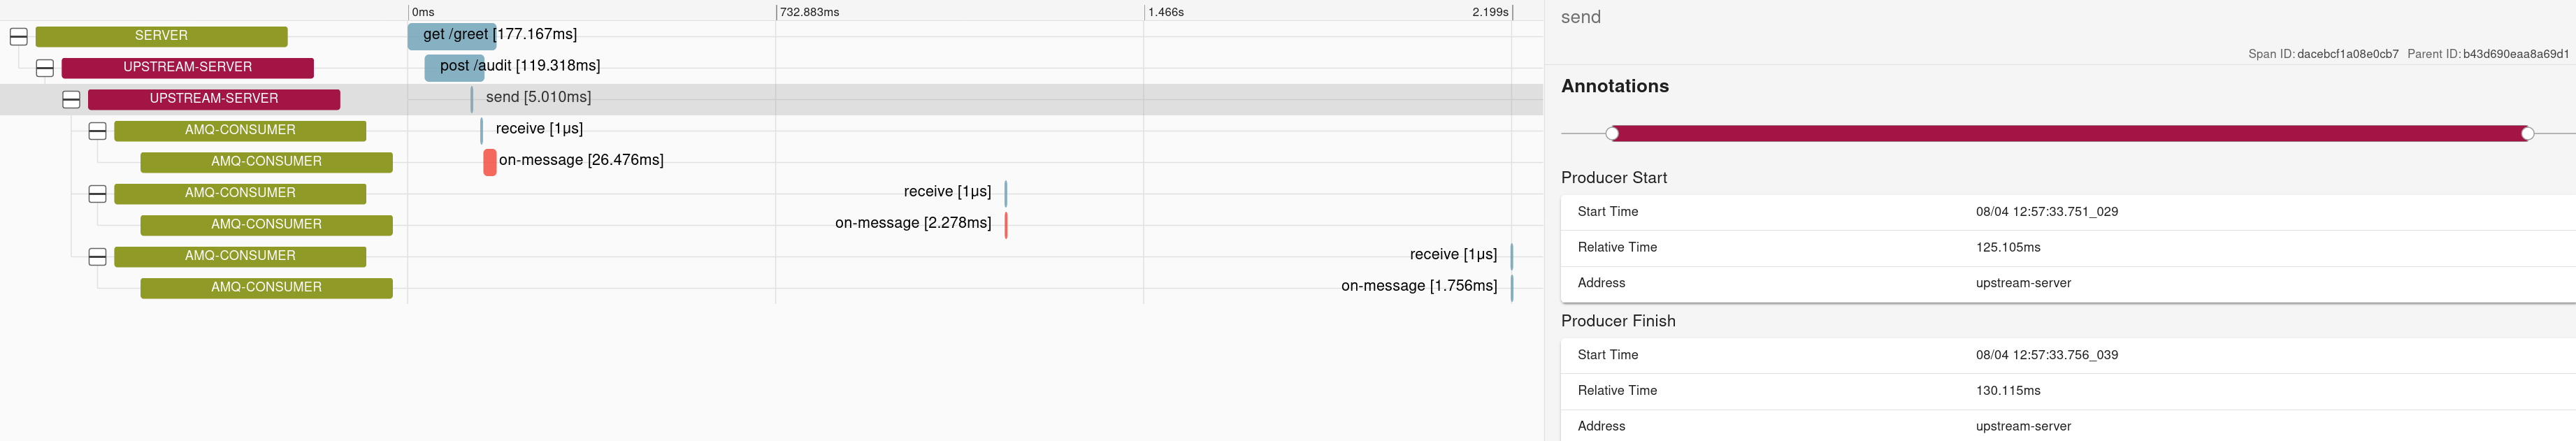 0ms 732.883ms 1.466s 2.199s
SERVER get /greet [177.167ms]
UPSTREAM-SERVER post /audit [119.318ms]
UPSTREAM-SERVER send [5.010ms]
AMQ-CONSUMER receive [1μs]
AMQ-CONSUMER on-message [26.476ms]
AMQ-CONSUMER receive [1μs]
AMQ-CONSUMER on-message [2.278ms]
AMQ-CONSUMER receive [1μs]
AMQ-CONSUMER on-message [1.756ms]
send
Span ID: dacebcf1a08e0cb7 Parent ID: b43d690eaa8a69d1
Annotations
Producer Start
Start Time 08/04 12:57:33.751_029
Relative Time 125.105ms
Address upstream-server
Producer Finish
Start Time 08/04 12:57:33.756_039
Relative Time 130.115ms
Address upstream-server